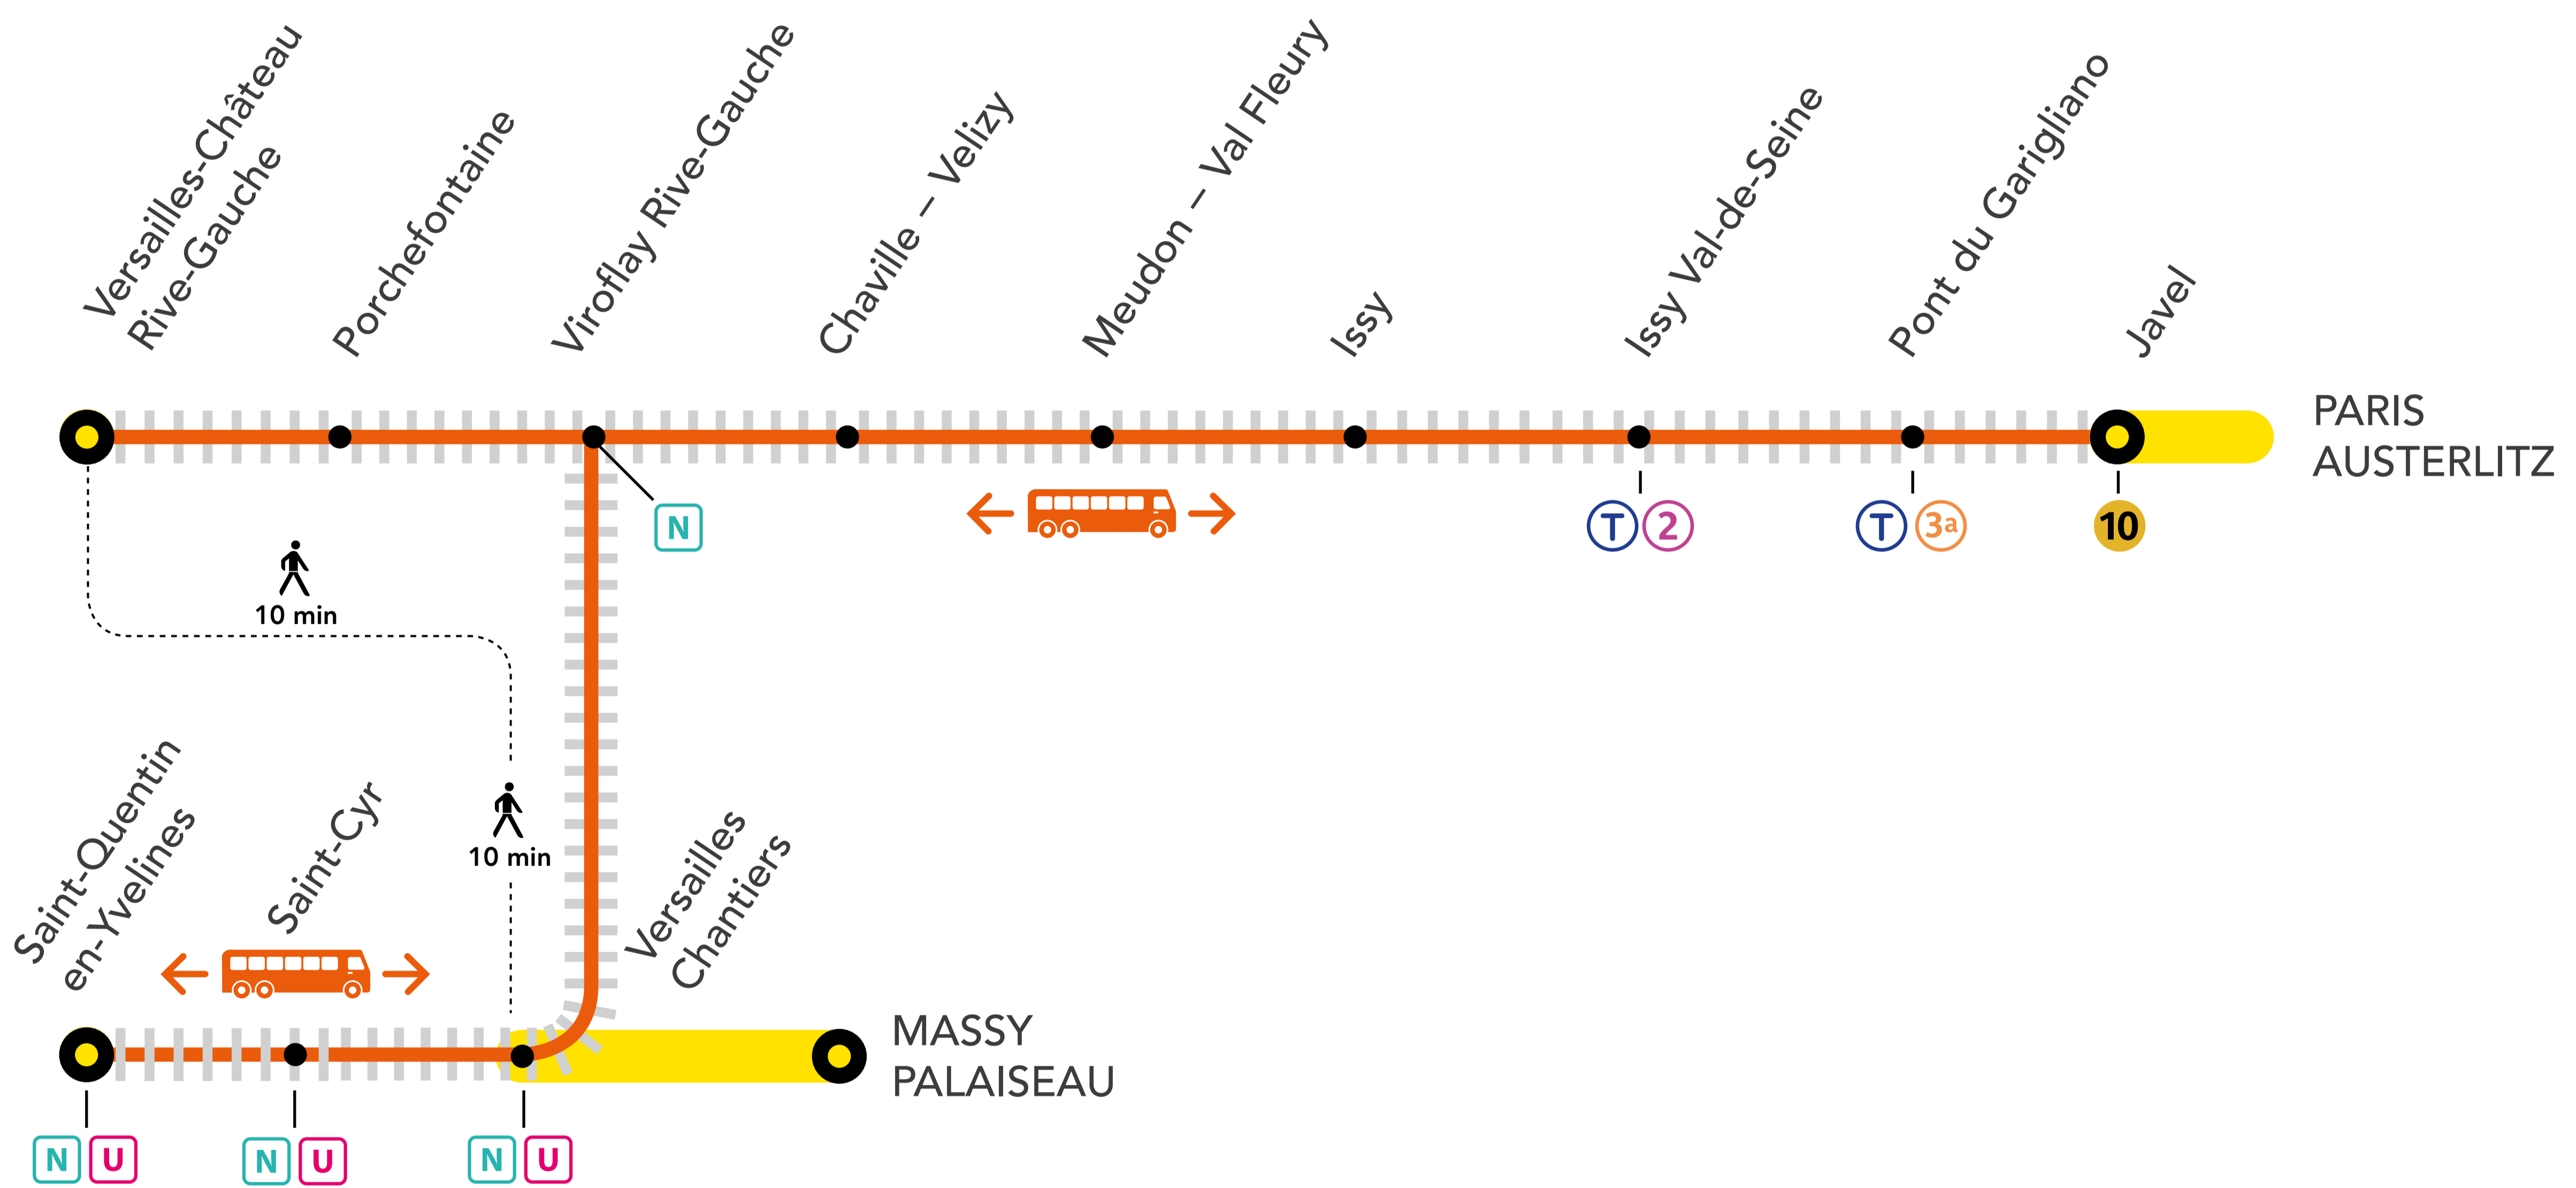 Versailles-Château
Rive-Gauche
Porchefontaine
Viroflay Rive-Gauche
Chaville – Velizy
Meudon – Val Fleury
Issy
Issy Val-de-Seine
Pont du Garigliano
Javel
PARIS
AUSTERLITZ
N
T 2
T 3a
10
10 min
10 min
Saint-Quentin
en-Yvelines
Saint-Cyr
Versailles
Chantiers
MASSY
PALAISEAU
N U
N U
N U